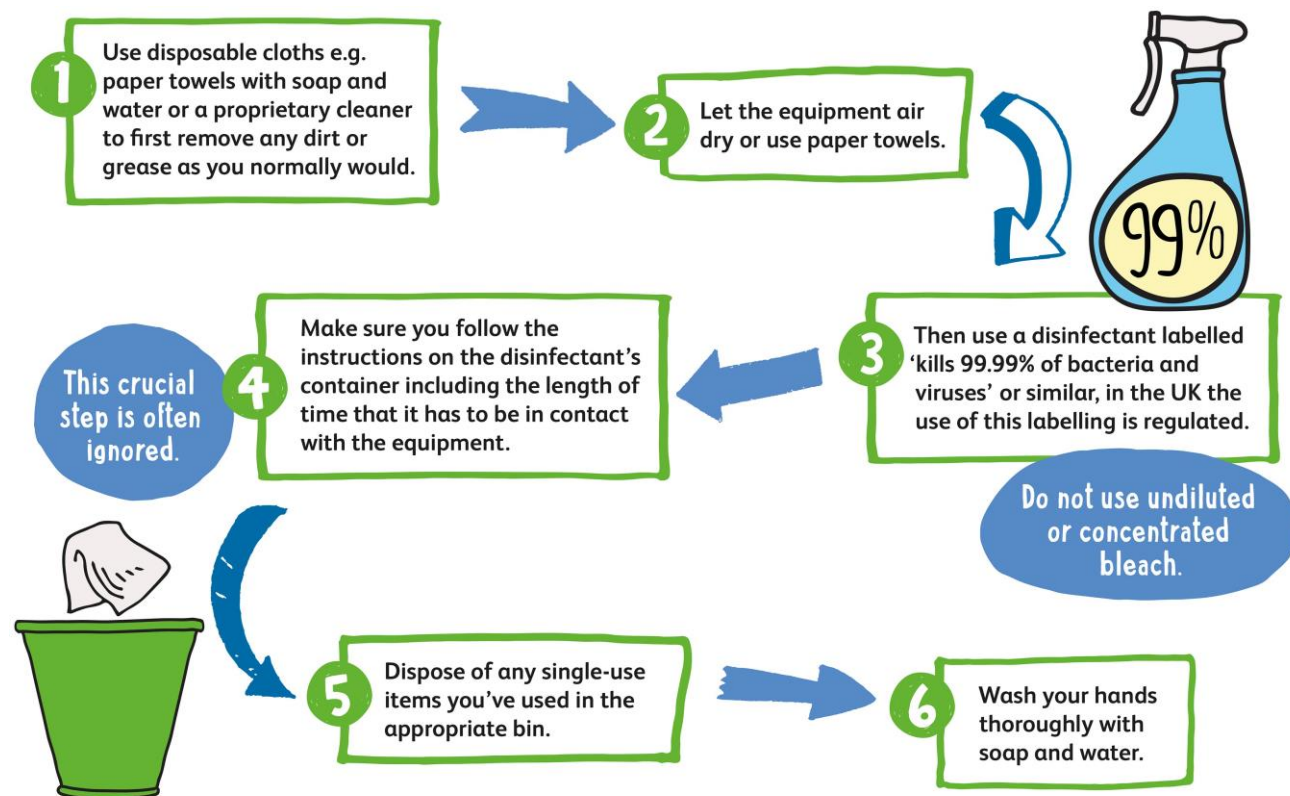 1
Use disposable cloths e.g.
paper towels with soap and
water or a proprietary cleaner
to first remove any dirt or
grease as you normally would.
2
Let the equipment air
dry or use paper towels.
99%
3
Then use a disinfectant labelled
‘kills 99.99% of bacteria and
viruses’ or similar, in the UK the
use of this labelling is regulated.
Do not use undiluted
or concentrated
bleach.
4
Make sure you follow the
instructions on the disinfectant’s
container including the length of
time that it has to be in contact
with the equipment.
This crucial
step is often
ignored.
5
Dispose of any single-use
items you’ve used in the
appropriate bin.
6
Wash your hands
thoroughly with
soap and water.